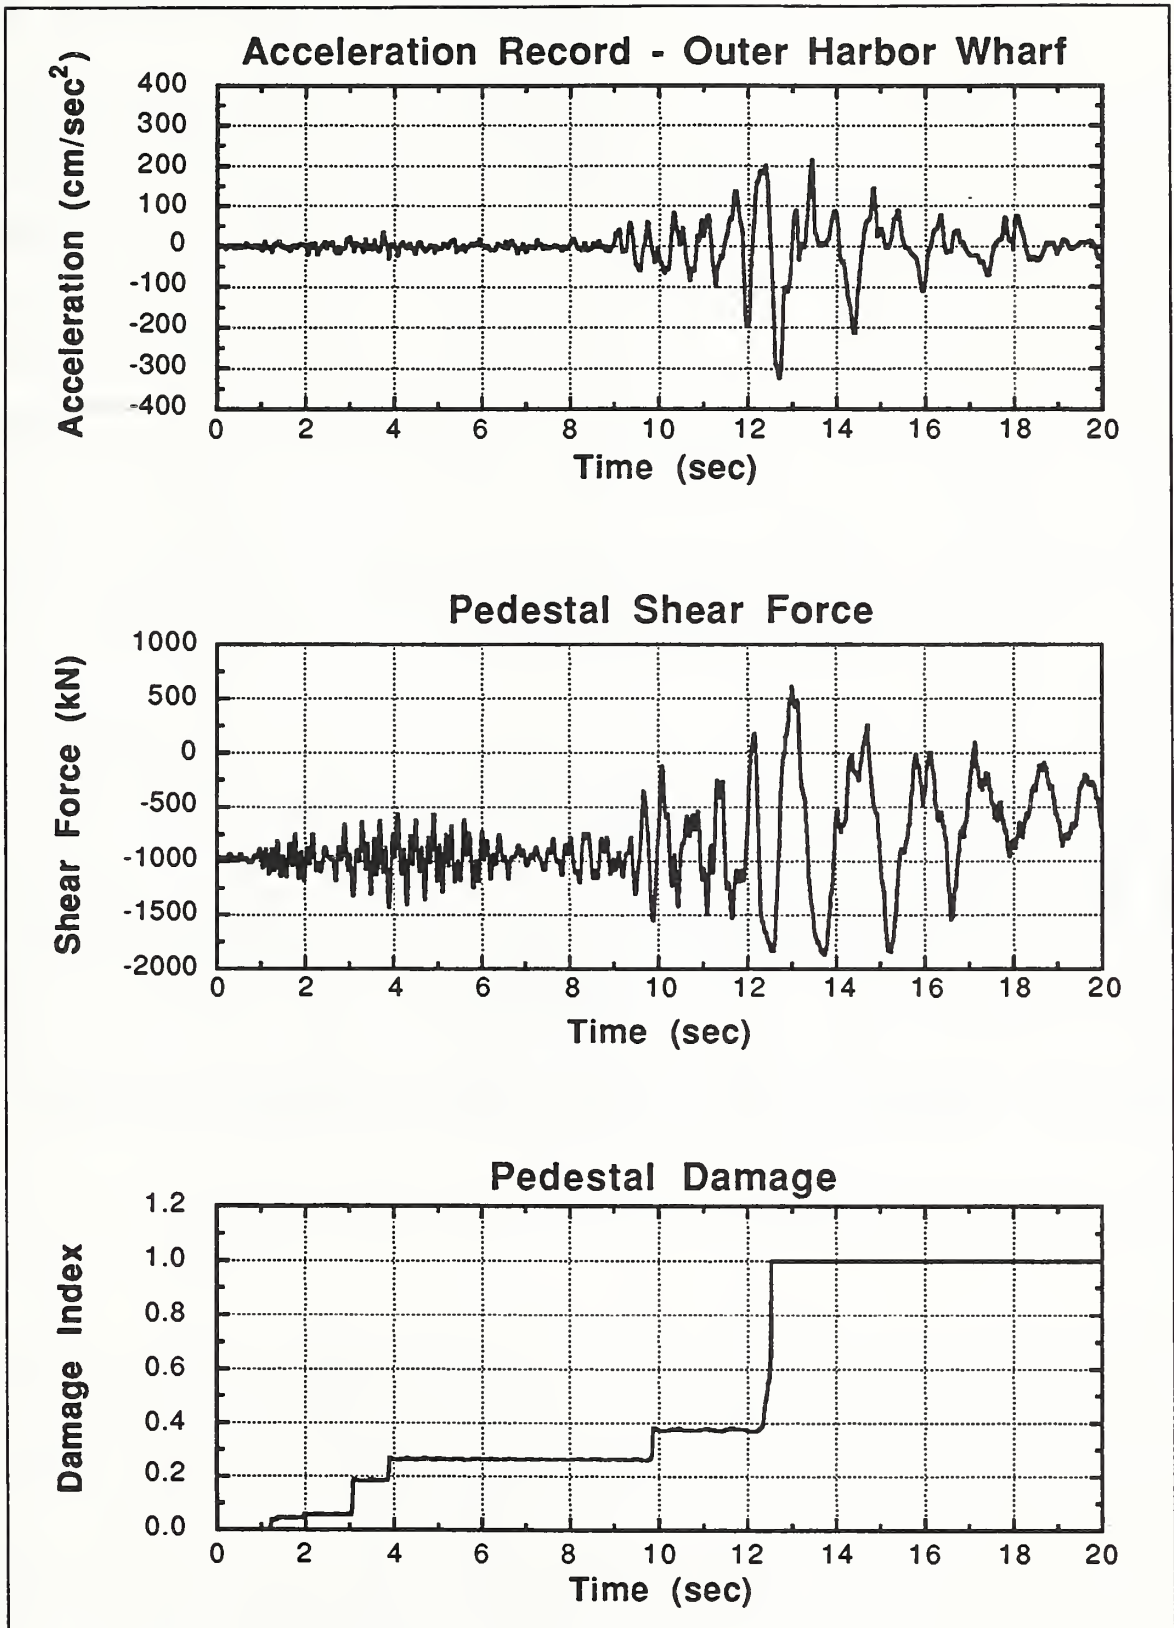 Acceleration Record - Outer Harbor Wharf
Acceleration (cm/sec²)
400
300
200
100
0
-100
-200
-300
-400
0 2 4 6 8 10 12 14 16 18 20
Time (sec)
Pedestal Shear Force
Shear Force (kN)
1000
500
0
-500
-1000
-1500
-2000
0 2 4 6 8 10 12 14 16 18 20
Time (sec)
Pedestal Damage
Damage Index
1.2
1.0
0.8
0.6
0.4
0.2
0.0
0 2 4 6 8 10 12 14 16 18 20
Time (sec)